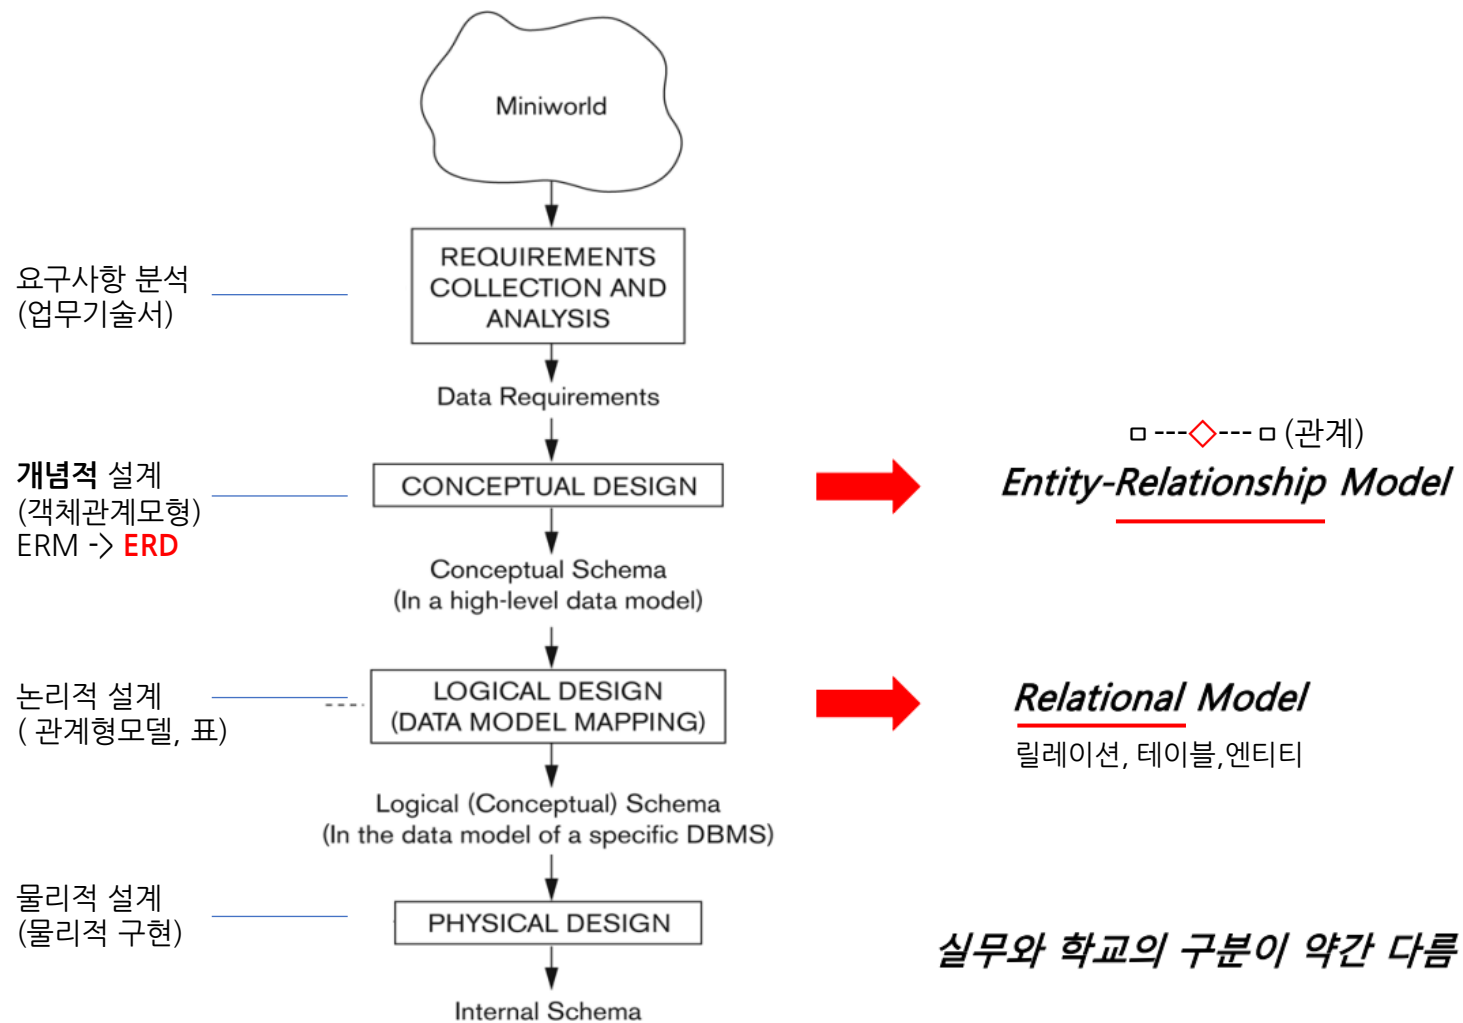 Miniworld
요구사항 분석
(업무기술서)
REQUIREMENTS
COLLECTION AND
ANALYSIS
Data Requirements
개념적 설계
(객체관계모형)
ERM -> ERD
CONCEPTUAL DESIGN
□ ---◇--- □ (관계)
Entity-Relationship Model
Conceptual Schema
(In a high-level data model)
논리적 설계
( 관계형모델, 표)
LOGICAL DESIGN
(DATA MODEL MAPPING)
Relational Model
릴레이션, 테이블,엔티티
Logical (Conceptual) Schema
(In the data model of a specific DBMS)
물리적 설계
(물리적 구현)
PHYSICAL DESIGN
실무와 학교의 구분이 약간 다름
Internal Schema